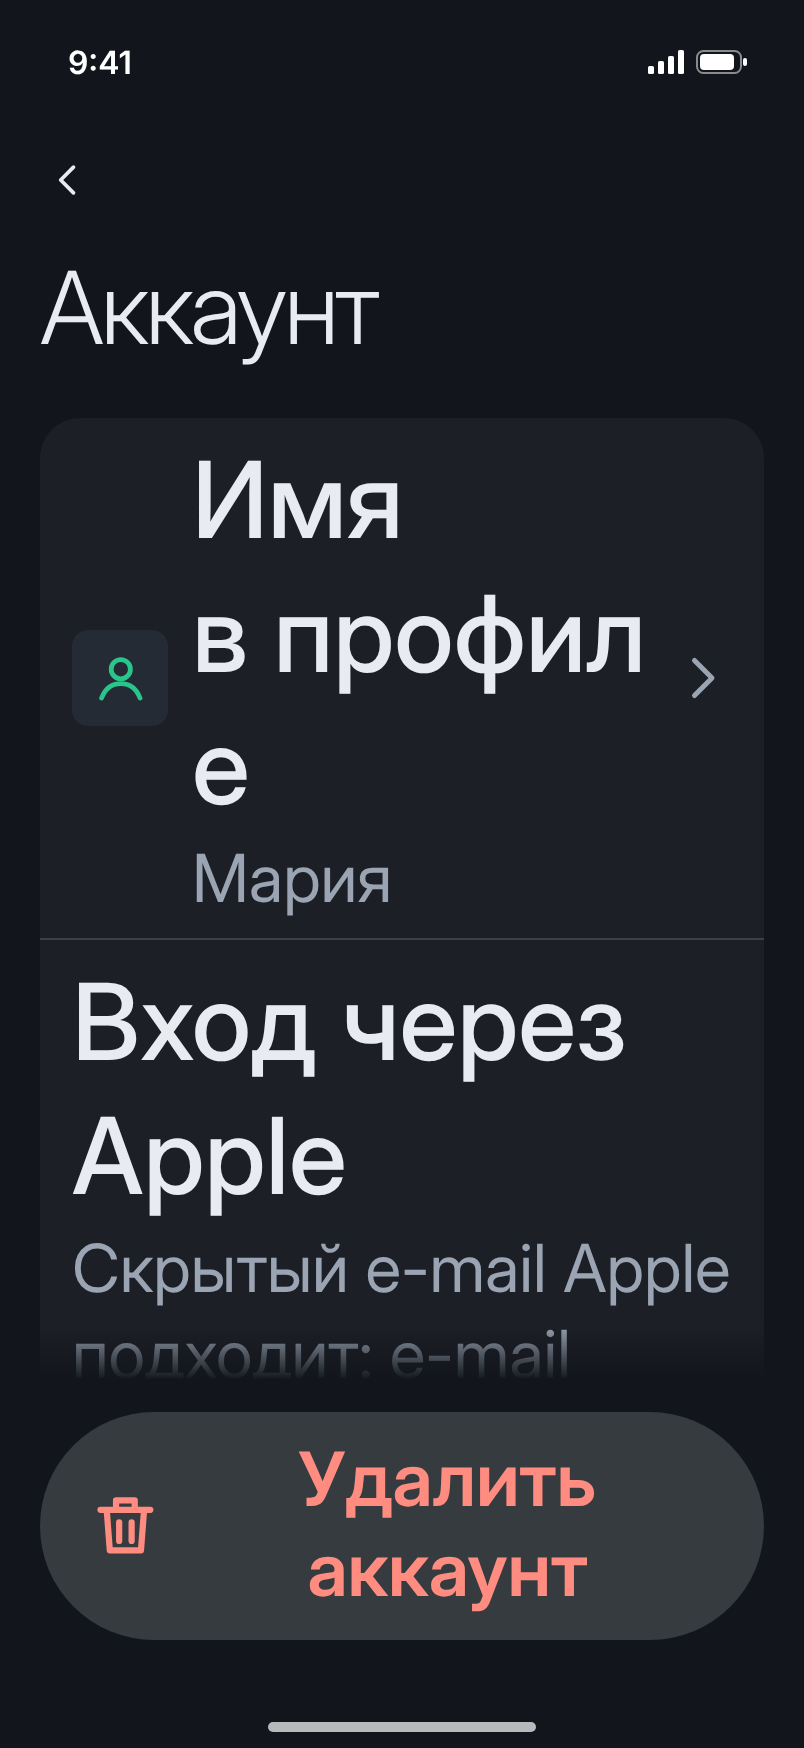 9:41
Аккаунт
Имя
в профил
е
Мария
Вход через
Apple
Скрытый e-mail Apple
подходит: e-mail
Удалить
аккаунт